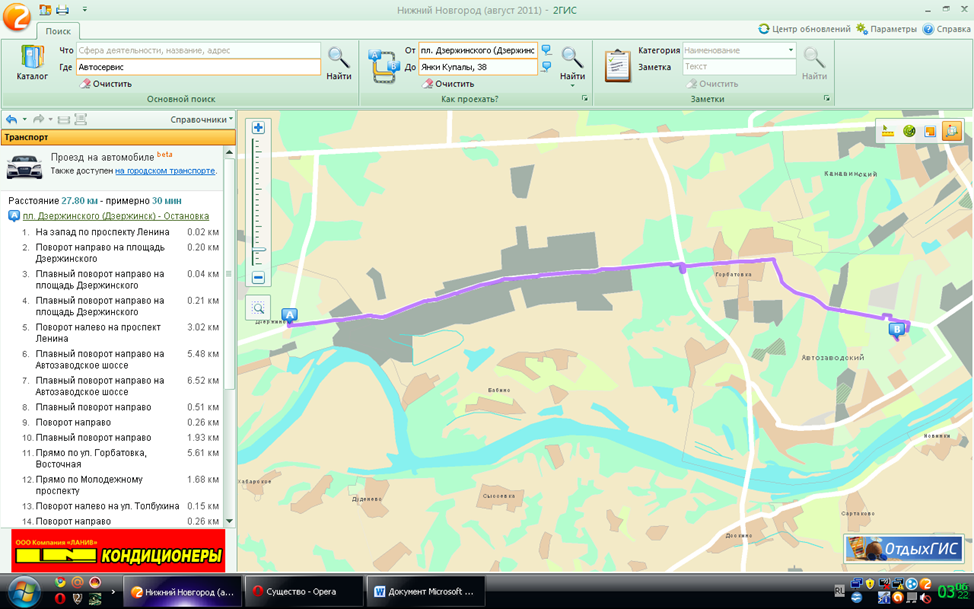 Нижний Новгород (август 2011) - 2ГИС
Поиск
Центр обновлений Параметры Справка
Каталог
Что Сфера деятельности, название, адрес
Где Автосервис
Очистить
Найти
Основной поиск
От пл. Дзержинского (Дзержинс
До Янки Купалы, 38
Очистить
Найти
Как проехать?
Категория Наименование
Заметка Текст
Очистить
Найти
Заметки
Справочники
Транспорт
Проезд на автомобиле beta
Также доступен на городском транспорте.
Расстояние 27.80 км - примерно 30 мин
A пл. Дзержинского (Дзержинск) - Остановка
1. На запад по проспекту Ленина 0.02 км
2. Поворот направо на площадь Дзержинского 0.20 км
3. Плавный поворот направо на площадь Дзержинского 0.04 км
4. Плавный поворот направо на площадь Дзержинского 0.21 км
5. Поворот налево на проспект Ленина 3.02 км
6. Плавный поворот направо на Автозаводское шоссе 5.48 км
7. Плавный поворот направо на Автозаводское шоссе 6.52 км
8. Плавный поворот направо 0.51 км
9. Поворот направо 0.26 км
10. Плавный поворот направо 1.93 км
11. Прямо по ул. Горбатовка, Восточная 5.61 км
12. Прямо по Молодежному проспекту 1.68 км
13. Поворот налево на ул. Толбухина 0.15 км
14. Поворот направо 0.26 км
ООО Компания «ЛАНИВ»
КОНДИЦИОНЕРЫ
Канавинский
Горбатовка
A
B
Автозаводский
Бабино
Новинки
Дуденево
Сысоевка
Сартаково
ОтдыхГИС
Нижний Новгород (а...
Существо - Opera
Документ Microsoft ...
RL
03:06:22